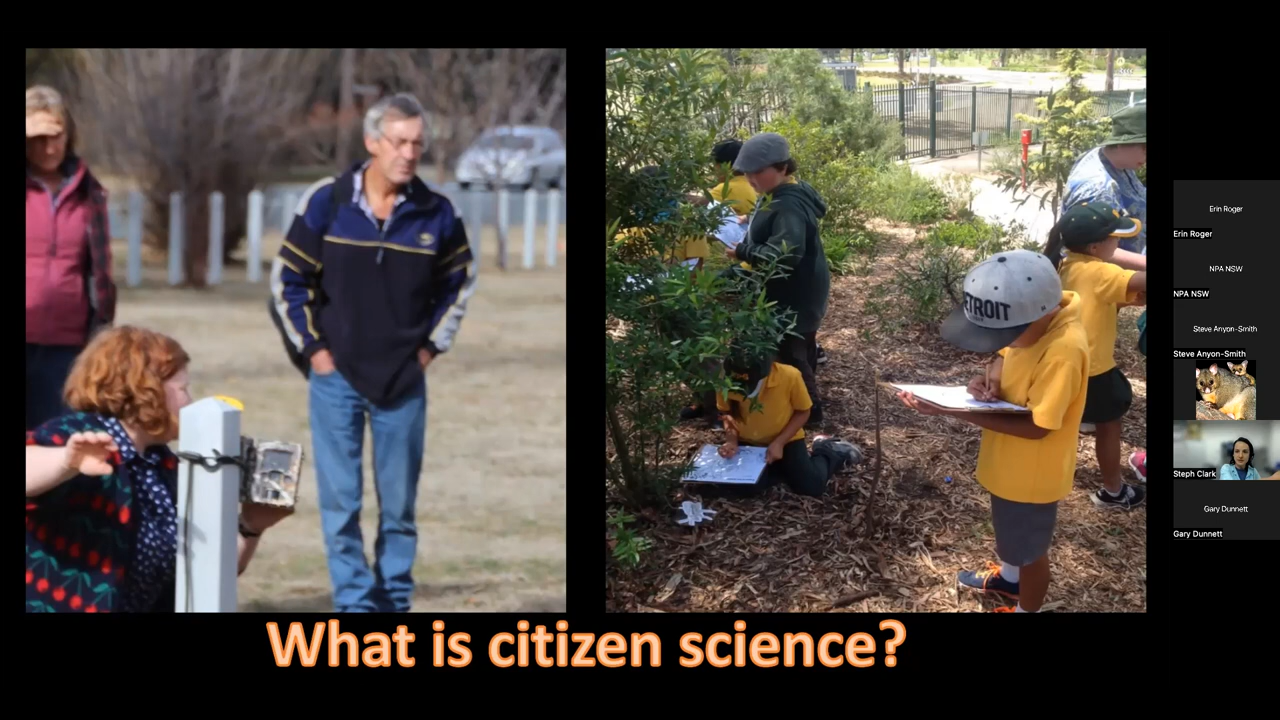 ETROIT
What is citizen science?
Erin Roger
Erin Roger
NPA NSW
NPA NSW
Steve Anyon-Smith
Steve Anyon-Smith
Steph Clark
Gary Dunnett
Gary Dunnett